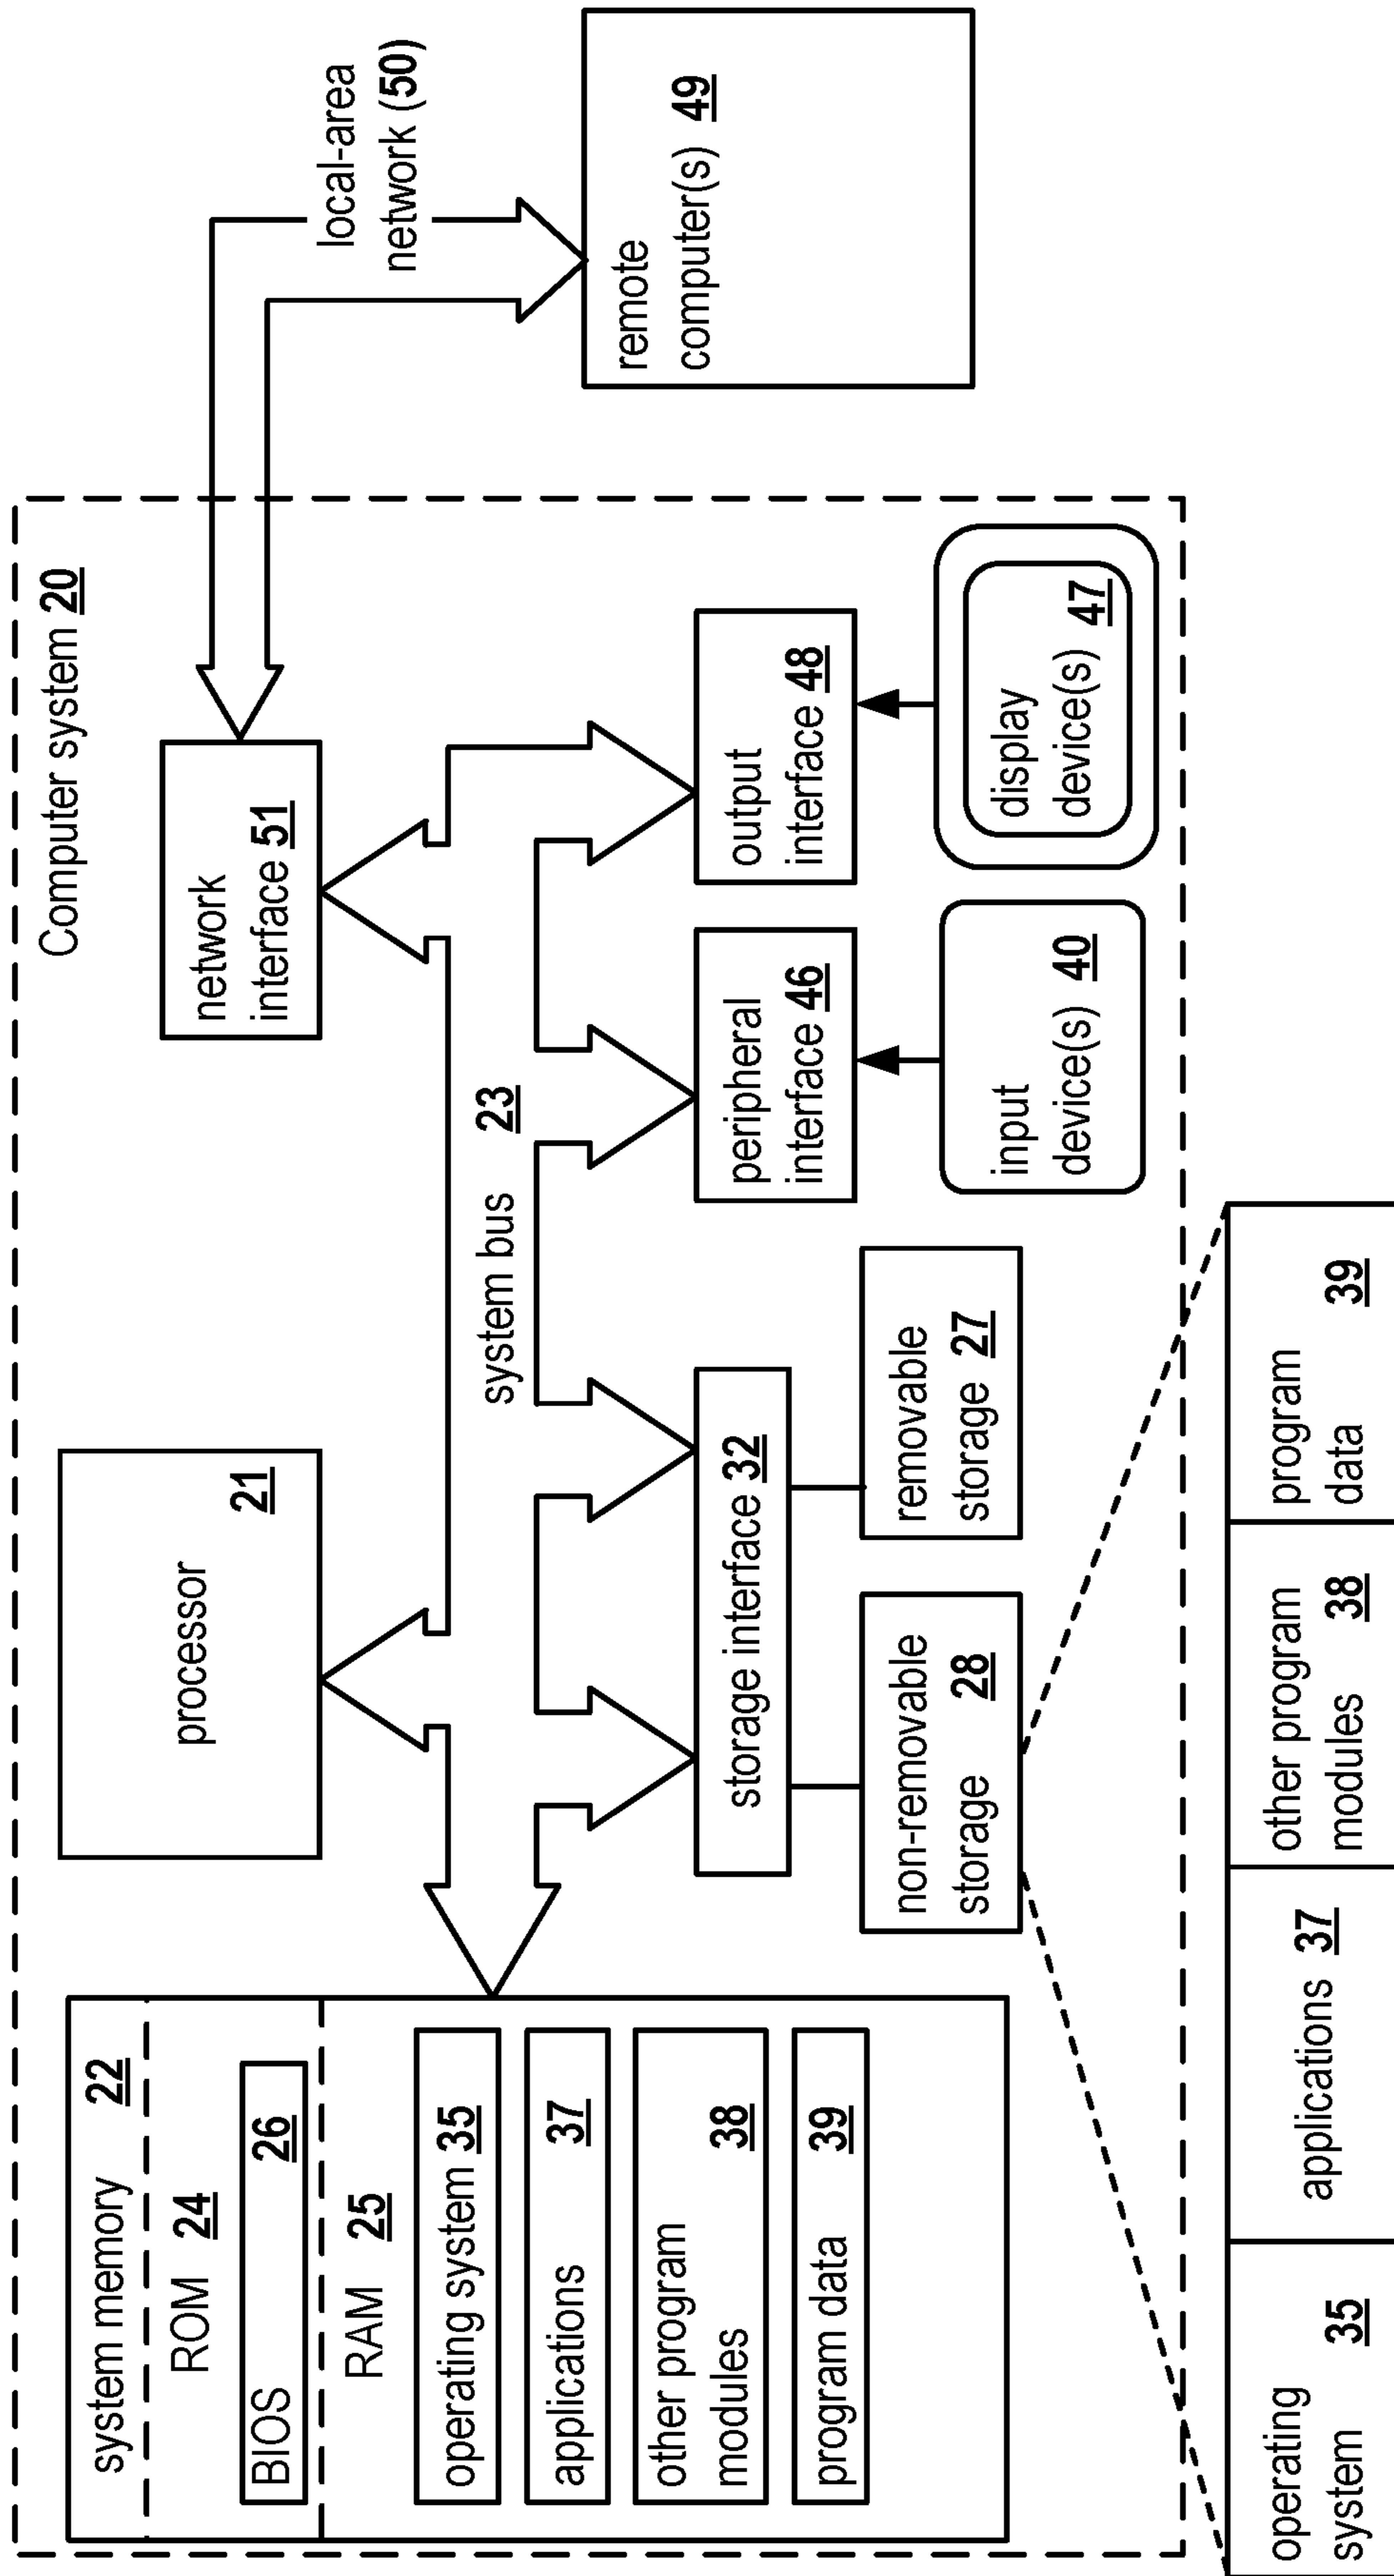 Computer system 20
system memory 22
ROM 24
BIOS 26
RAM 25
operating system 35
applications 37
other program
modules 38
program data 39
processor 21
network
interface 51
local-area
network (50)
system bus 23
storage interface 32
peripheral
interface 46
output
interface 48
remote
computer(s) 49
non-removable
storage 28
removable
storage 27
input
device(s) 40
display
device(s) 47
operating
system 35
applications 37
other program
modules 38
program
data 39